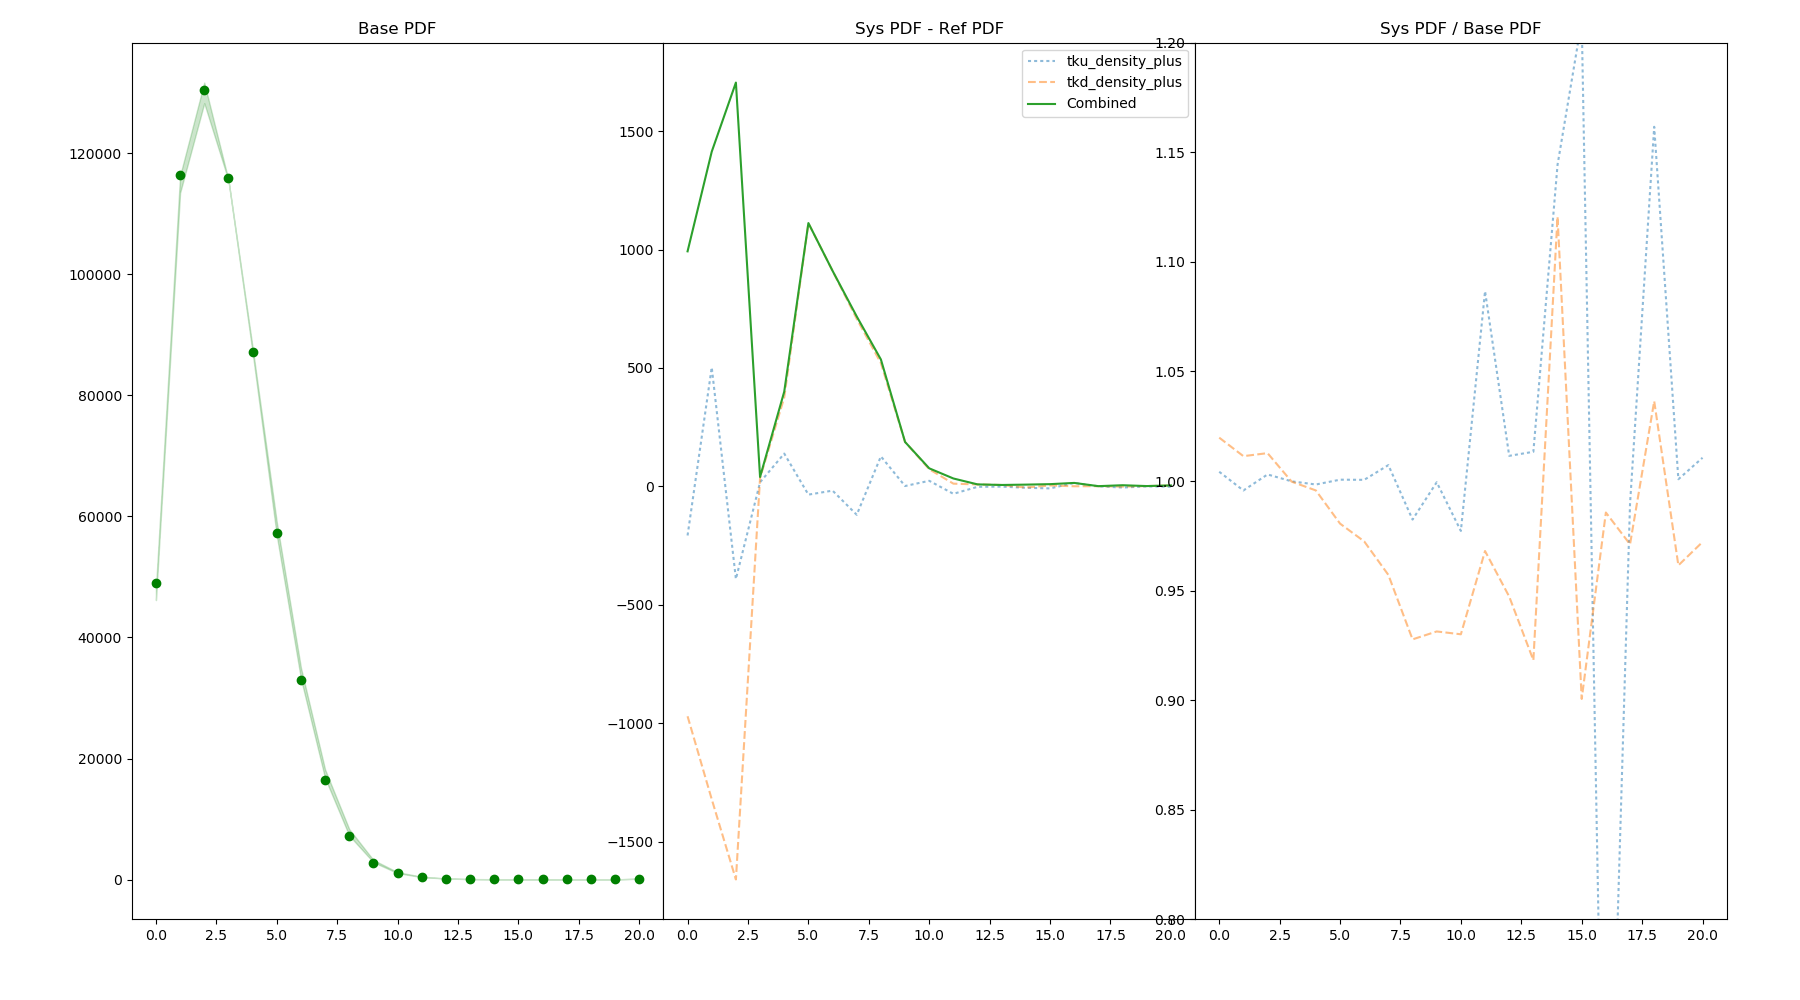 Base PDF
120000
100000
80000
60000
40000
20000
0
0.0 2.5 5.0 7.5 10.0 12.5 15.0 17.5 20.0
Sys PDF - Ref PDF
tku_density_plus
tkd_density_plus
Combined
1500
1000
500
0
−500
−1000
−1500
0.0 2.5 5.0 7.5 10.0 12.5 15.0 17.5 20.0
Sys PDF / Base PDF
1.20
1.15
1.10
1.05
1.00
0.95
0.90
0.85
0.80
0.0 2.5 5.0 7.5 10.0 12.5 15.0 17.5 20.0